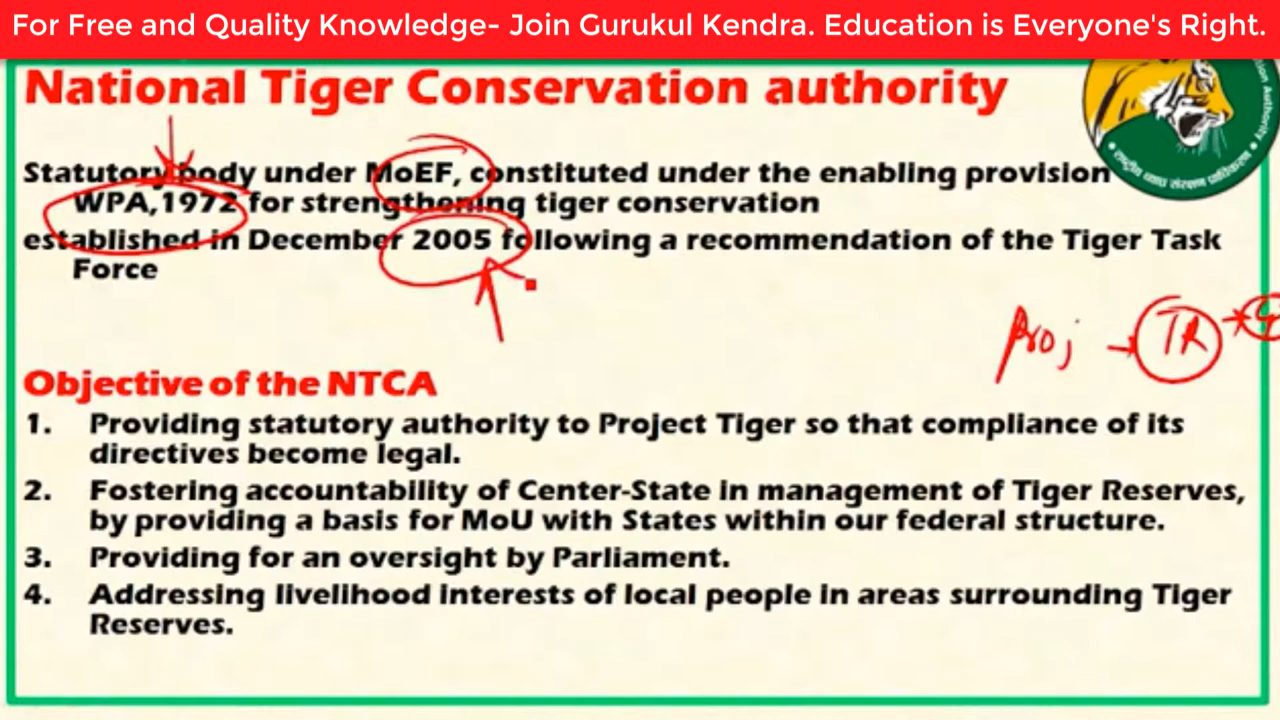 For Free and Quality Knowledge- Join Gurukul Kendra. Education is Everyone's Right.
National Tiger Conservation authority
Statutory body under MoEF, constituted under the enabling provision
WPA,1972 for strengthening tiger conservation
established in December 2005 following a recommendation of the Tiger Task
Force
Proj → TR
Objective of the NTCA
1. Providing statutory authority to Project Tiger so that compliance of its
directives become legal.
2. Fostering accountability of Center-State in management of Tiger Reserves,
by providing a basis for MoU with States within our federal structure.
3. Providing for an oversight by Parliament.
4. Addressing livelihood interests of local people in areas surrounding Tiger
Reserves.